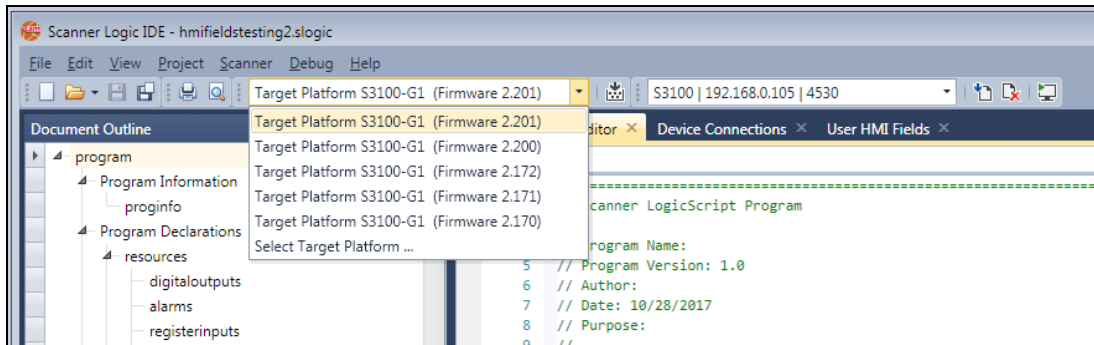 Scanner Logic IDE - hmifieldstesting2.slogic
File Edit View Project Scanner Debug Help
Target Platform S3100-G1 (Firmware 2.201)
S3100 | 192.168.0.105 | 4530
Document Outline
Target Platform S3100-G1 (Firmware 2.201)
Target Platform S3100-G1 (Firmware 2.200)
Target Platform S3100-G1 (Firmware 2.172)
Target Platform S3100-G1 (Firmware 2.171)
Target Platform S3100-G1 (Firmware 2.170)
Select Target Platform ...
program
Program Information
proginfo
Program Declarations
resources
digitaloutputs
alarms
registerinputs
ditor × Device Connections × User HMI Fields ×
canner LogicScript Program
rogram Name:
5 // Program Version: 1.0
6 // Author:
7 // Date: 10/28/2017
8 // Purpose:
9 //